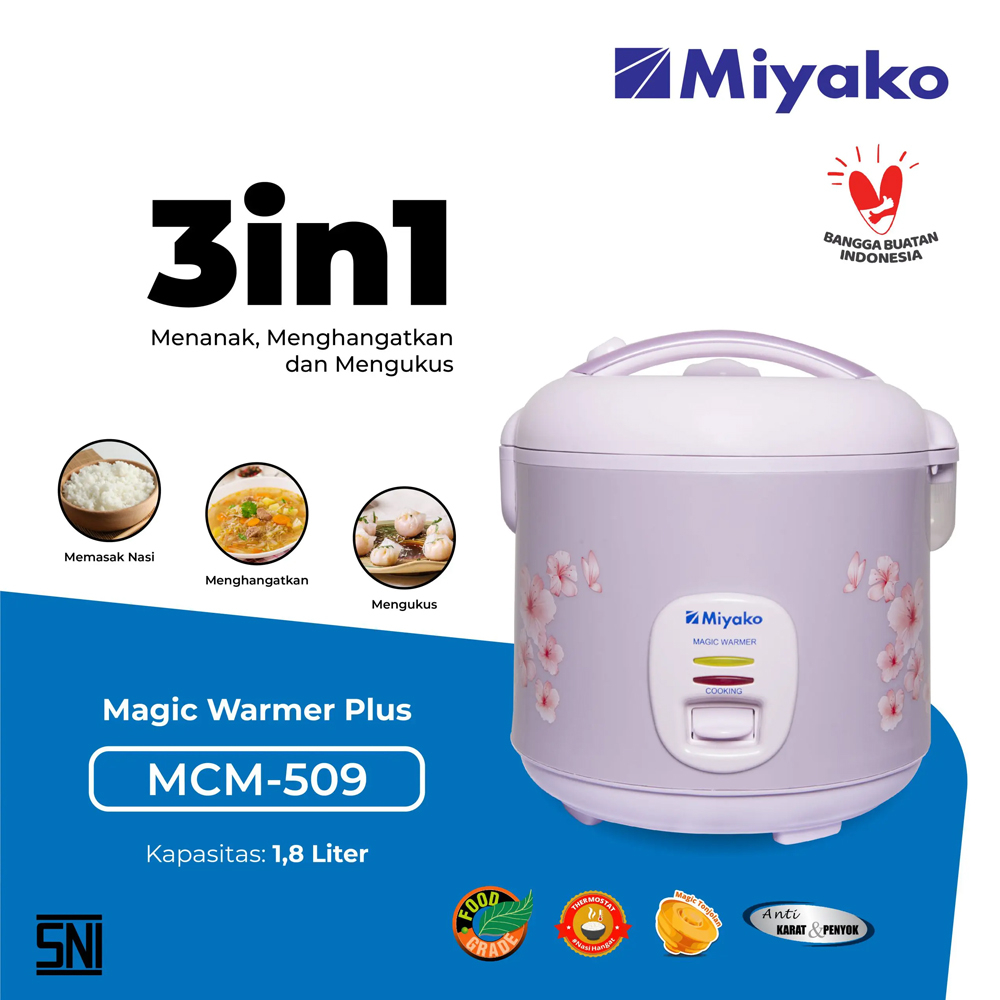 Miyako
BANGGA BUATAN
INDONESIA
3in1
Menanak, Menghangatkan
dan Mengukus
Memasak Nasi
Menghangatkan
Mengukus
Miyako
MAGIC WARMER
COOKING
Magic Warmer Plus
MCM-509
Kapasitas: 1,8 Liter
SNI
FOOD
GRADE
THERMOSTAT
#Nasi Hangat
Magic Tonjolan
Anti
KARAT & PENYOK